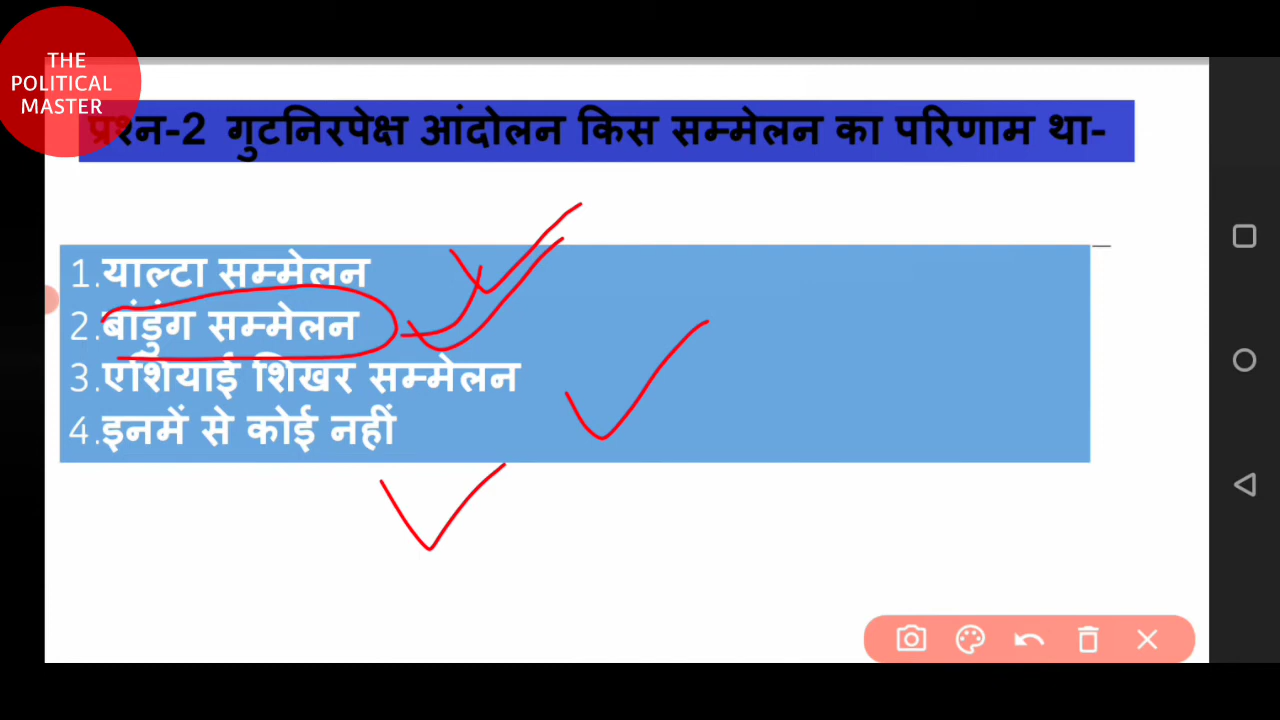 THE
POLITICAL
MASTER
प्रश्न-2 गुटनिरपेक्ष आंदोलन किस सम्मेलन का परिणाम था-
1.याल्टा सम्मेलन
2.बांडुंग सम्मेलन
3.एशियाई शिखर सम्मेलन
4.इनमें से कोई नहीं